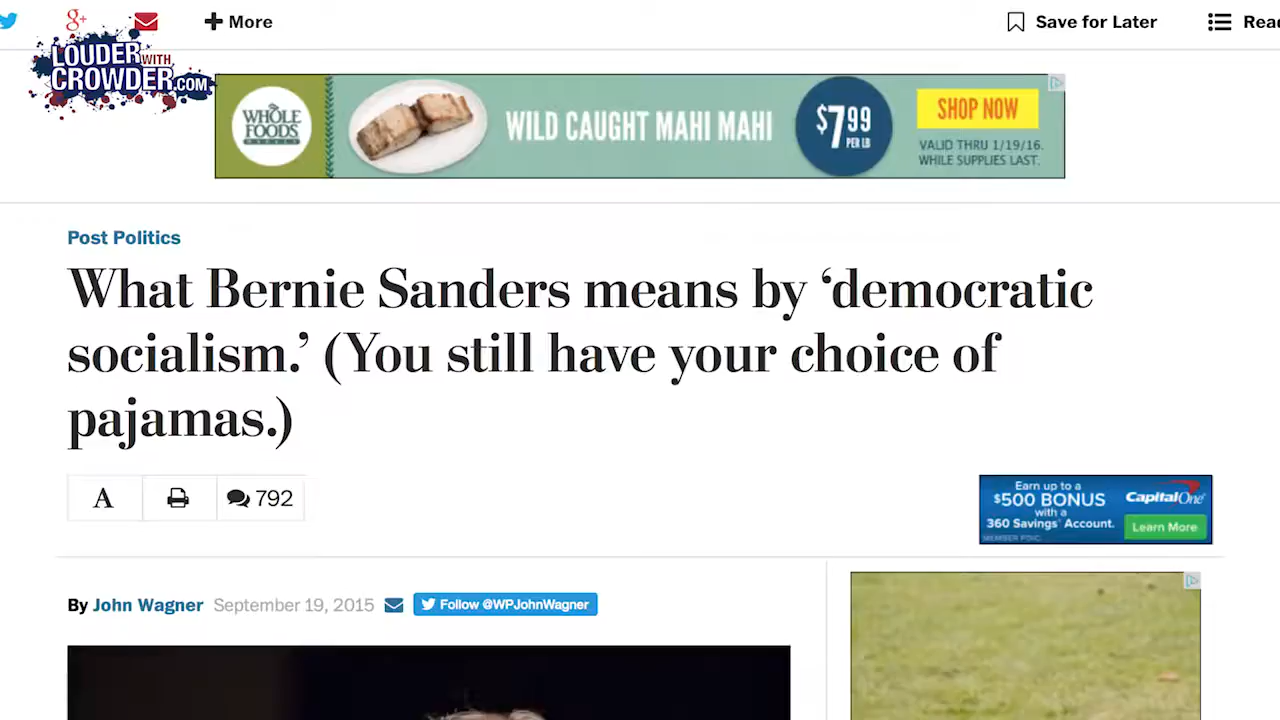 g+
More
Save for Later
LOUDER WITH
CROWDER.COM
WHOLE
FOODS
MARKET
WILD CAUGHT MAHI MAHI
$7.99
PER LB
SHOP NOW
VALID THRU 1/19/16.
WHILE SUPPLIES LAST.
Post Politics
What Bernie Sanders means by ‘democratic
socialism.’ (You still have your choice of
pajamas.)
A
792
Earn up to a
$500 BONUS
with a
360 Savings® Account.
MEMBER FDIC
Capital One®
Learn More
By John Wagner September 19, 2015
Follow @WPJohnWagner